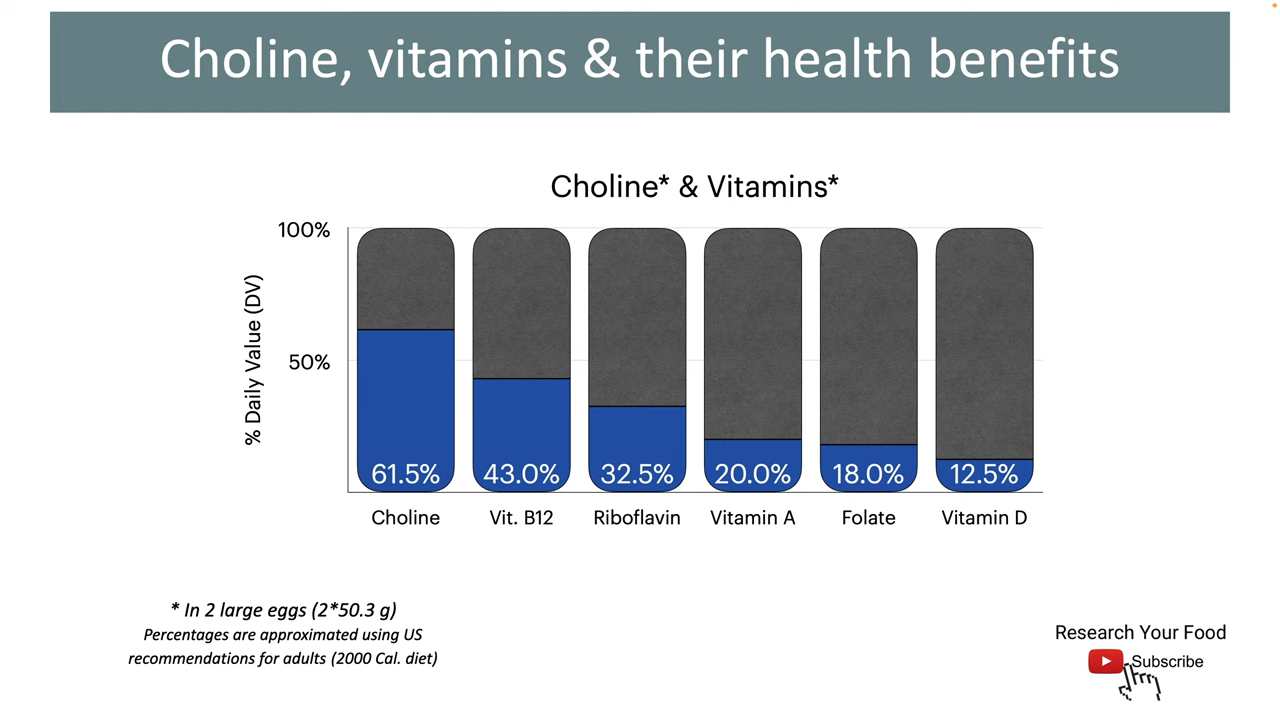 Choline, vitamins & their health benefits
Choline* & Vitamins*
100%
50%
% Daily Value (DV)
61.5% 43.0% 32.5% 20.0% 18.0% 12.5%
Choline Vit. B12 Riboflavin Vitamin A Folate Vitamin D
* In 2 large eggs (2*50.3 g)
Percentages are approximated using US
recommendations for adults (2000 Cal. diet)
Research Your Food
Subscribe